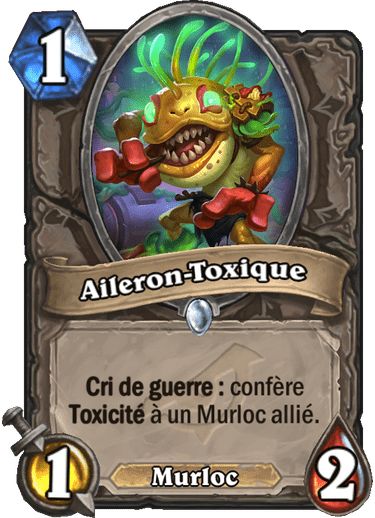 1
Aileron-Toxique
Cri de guerre : confère
Toxicité à un Murloc allié.
1
Murloc
2